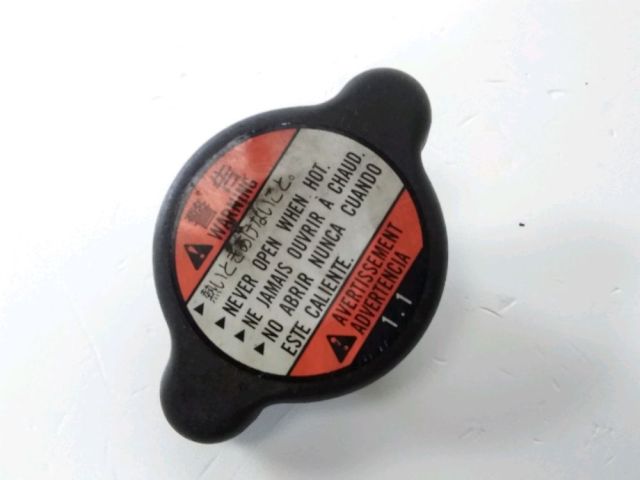 警告
WARNING
▶ 熱いときあけないこと。
▶ NEVER OPEN WHEN HOT.
▶ NE JAMAIS OUVRIR À CHAUD.
▶ NO ABRIR NUNCA CUANDO
ESTE CALIENTE.
AVERTISSEMENT
ADVERTENCIA
1.1